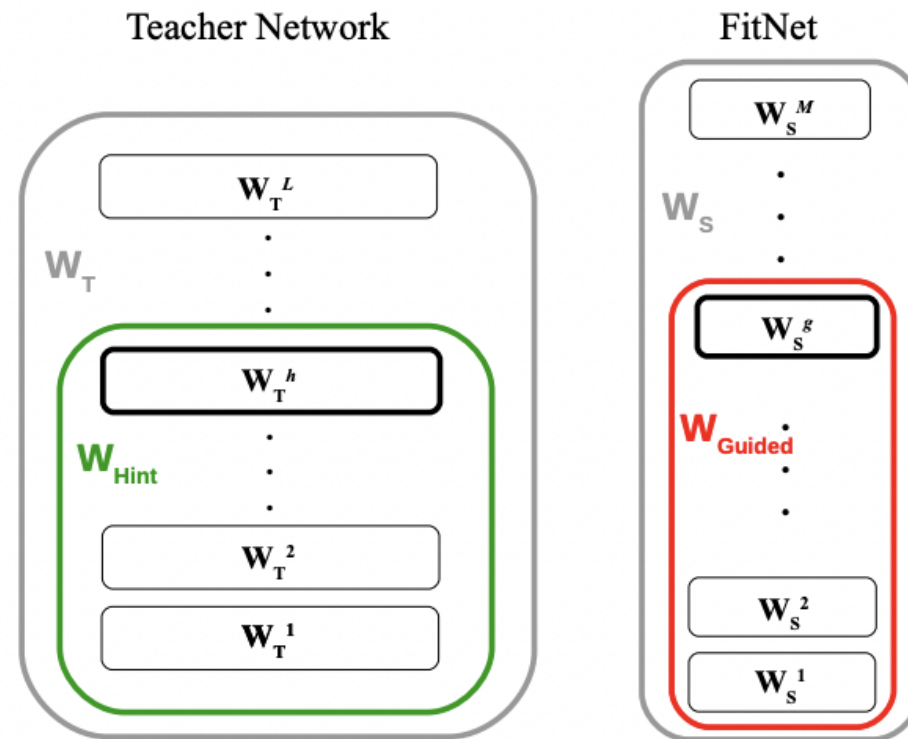 Teacher Network
W_T^L
W_T
W_T^h
W_Hint
W_T^2
W_T^1
FitNet
W_S^M
W_S
W_S^g
W_Guided
W_S^2
W_S^1